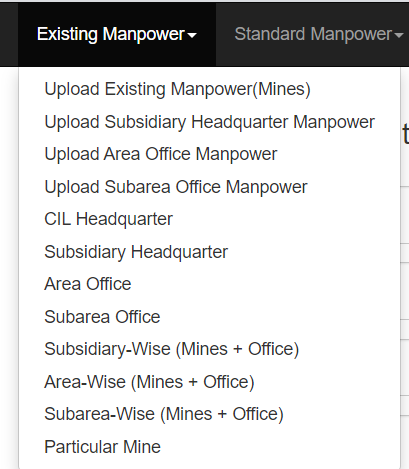 Existing Manpower Standard Manpower
Upload Existing Manpower(Mines)
Upload Subsidiary Headquarter Manpower
Upload Area Office Manpower
Upload Subarea Office Manpower
CIL Headquarter
Subsidiary Headquarter
Area Office
Subarea Office
Subsidiary-Wise (Mines + Office)
Area-Wise (Mines + Office)
Subarea-Wise (Mines + Office)
Particular Mine